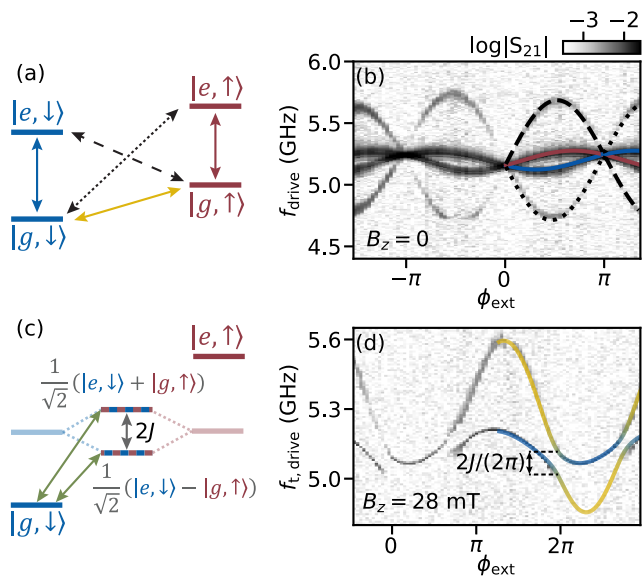 (a)
|e, ↑⟩
|e, ↓⟩
|g, ↑⟩
|g, ↓⟩
log|S₂₁|
−3
−2
(b)
6.0
5.5
5.0
4.5
f_drive (GHz)
B_z = 0
−π
0
π
ϕ_ext
(c)
|e, ↑⟩
1/√2 (|e, ↓⟩ + |g, ↑⟩)
2J
1/√2 (|e, ↓⟩ − |g, ↑⟩)
|g, ↓⟩
(d)
5.6
5.3
5.0
f_t,drive (GHz)
2J/(2π)
B_z = 28 mT
0
π
2π
ϕ_ext